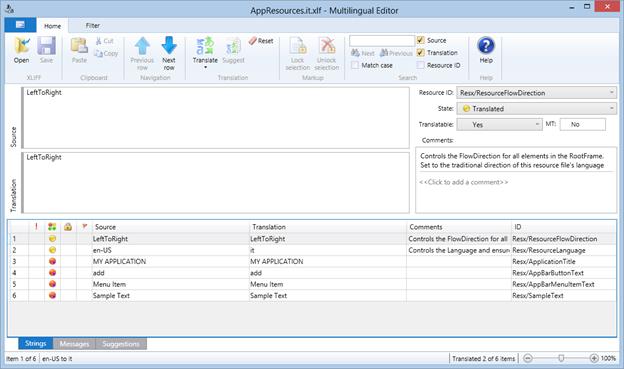 AppResources.it.xlf - Multilingual Editor
Home
Filter
Open
Save
XLIFF
Paste
Cut
Copy
Clipboard
Previous row
Next row
Navigation
Translate
Suggest
Reset
Translation
Lock selection
Unlock selection
Markup
Next
Previous
Match case
Source
Translation
Resource ID
Search
Help
Help
Source
LeftToRight
Translation
LeftToRight
Resource ID: Resx/ResourceFlowDirection
State: Translated
Translatable: Yes MT: No
Comments:
Controls the FlowDirection for all elements in the RootFrame.
Set to the traditional direction of this resource file's language
<<Click to add a comment>>
! Source Translation Comments ID
1 LeftToRight LeftToRight Controls the FlowDirection for all Resx/ResourceFlowDirection
2 en-US it Controls the Language and ensur Resx/ResourceLanguage
3 MY APPLICATION MY APPLICATION Resx/ApplicationTitle
4 add add Resx/AppBarButtonText
5 Menu Item Menu Item Resx/AppBarMenuItemText
6 Sample Text Sample Text Resx/SampleText
Strings Messages Suggestions
Item 1 of 6 en-US to it Translated 2 of 6 items 100%